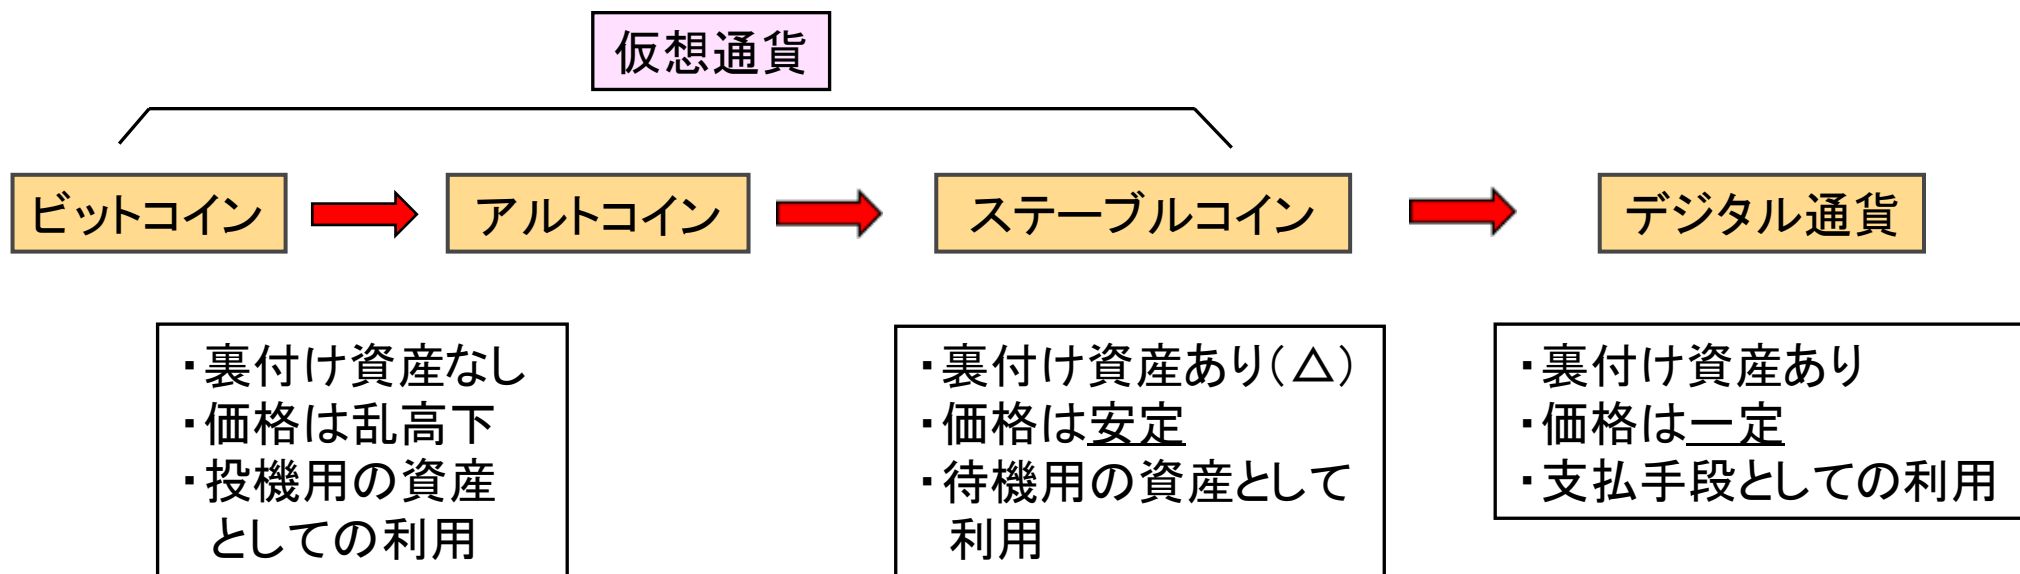 仮想通貨
ビットコイン
アルトコイン
ステーブルコイン
デジタル通貨
・裏付け資産なし
・価格は乱高下
・投機用の資産
としての利用
・裏付け資産あり(△)
・価格は安定
・待機用の資産として
利用
・裏付け資産あり
・価格は一定
・支払手段としての利用